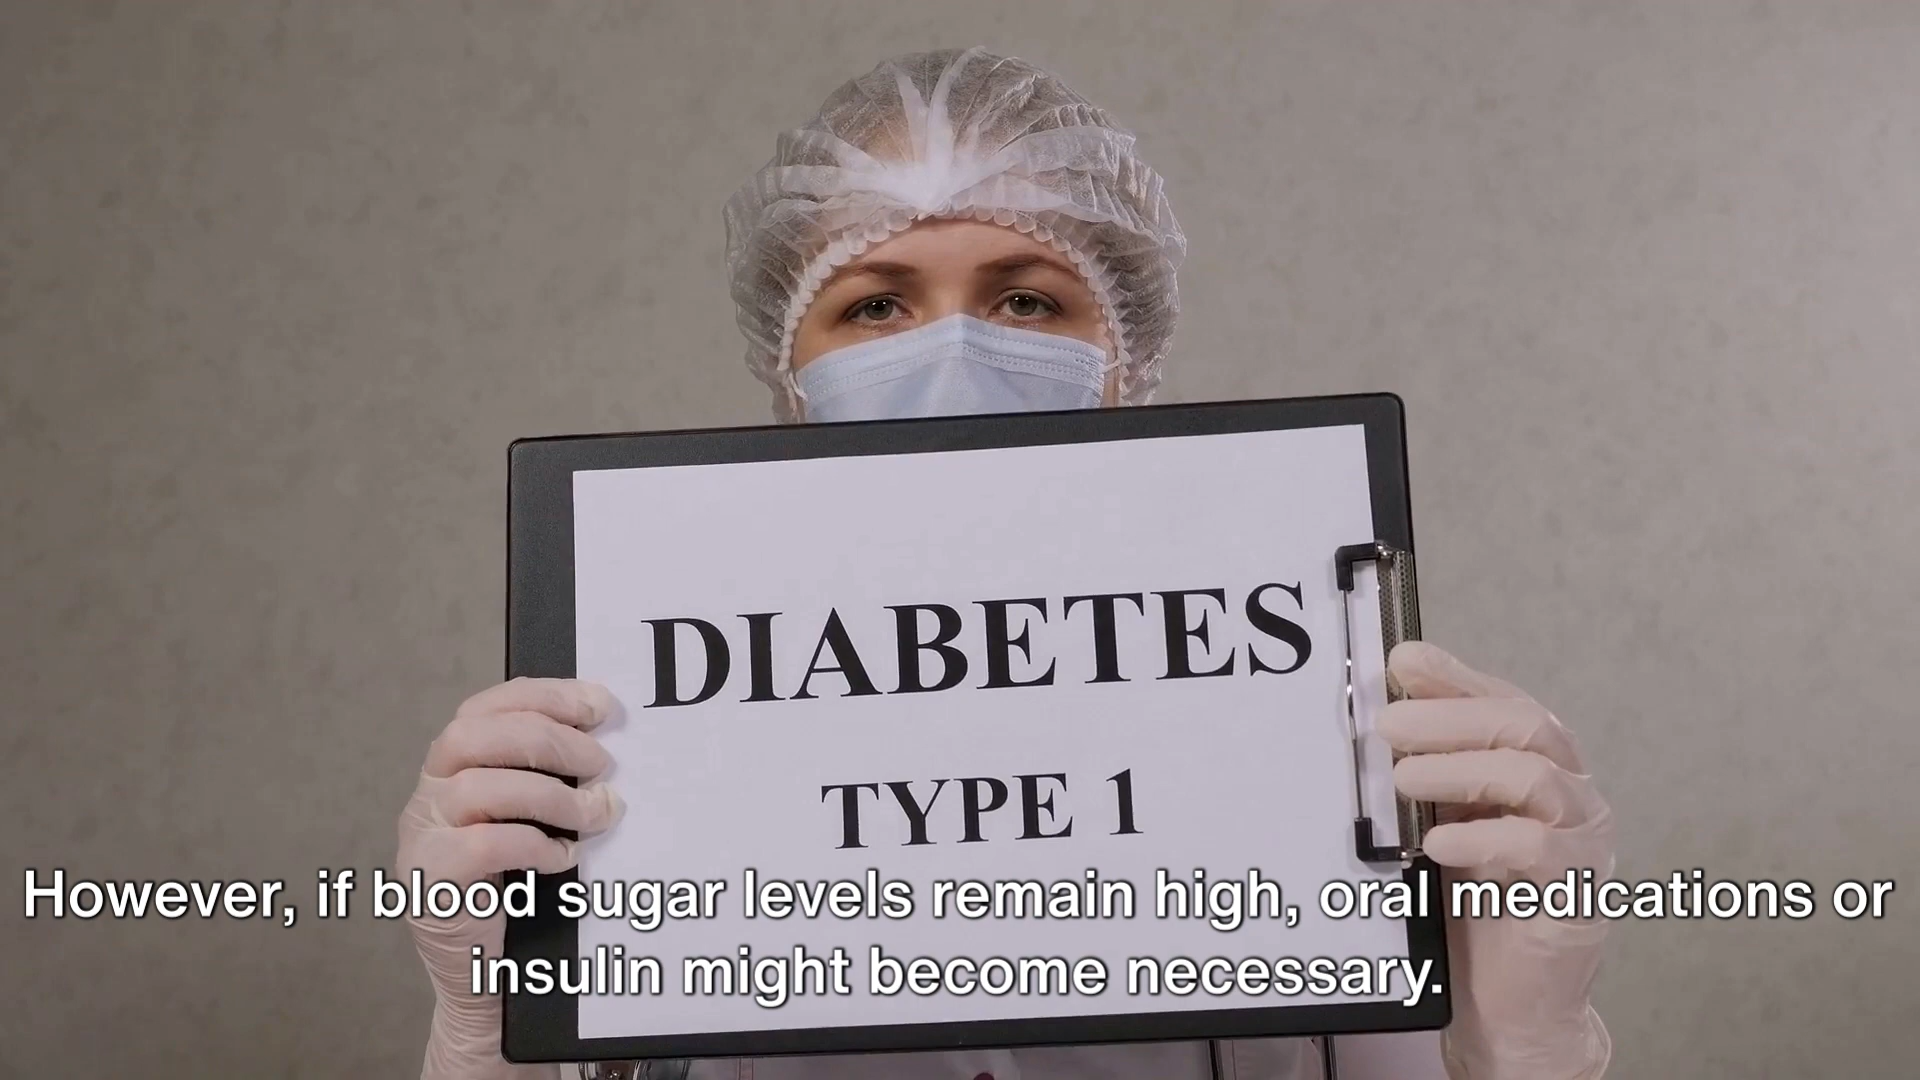 DIABETES
TYPE 1
However, if blood sugar levels remain high, oral medications or
insulin might become necessary.